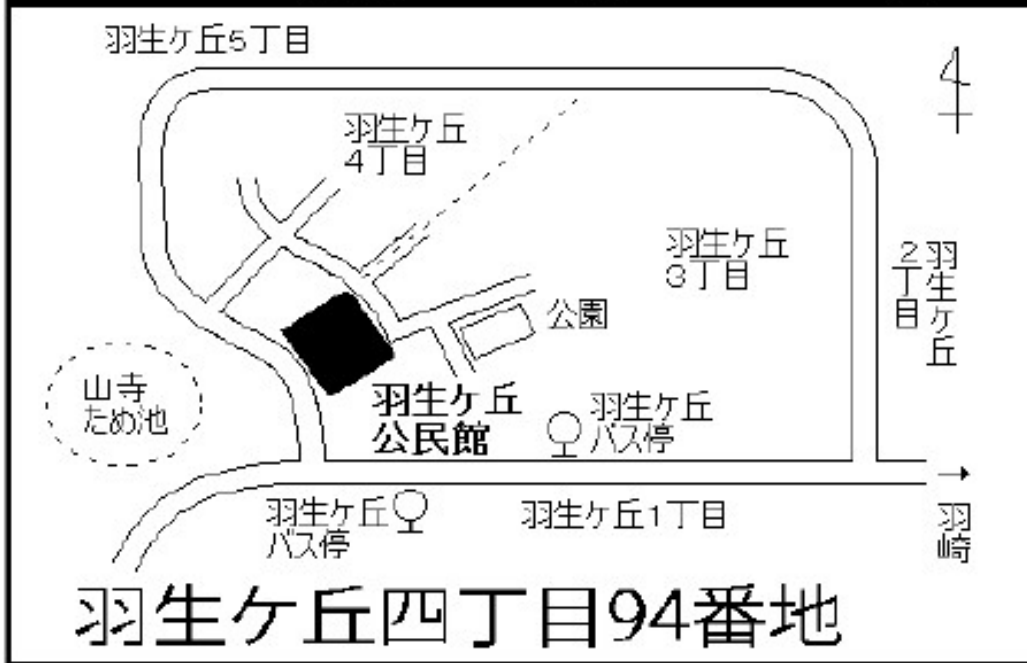 羽生ケ丘5丁目
羽生ケ丘
4丁目
羽生ケ丘
3丁目
羽生ケ丘
2丁目
公園
山寺
ため池
羽生ケ丘
公民館
羽生ケ丘
バス停
羽生ケ丘
バス停
羽生ケ丘1丁目
羽崎
羽生ケ丘四丁目94番地